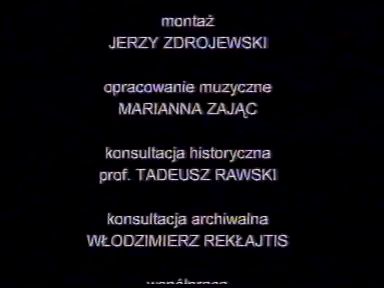 montaż
JERZY ZDROJEWSKI
opracowanie muzyczne
MARIANNA ZAJĄC
konsultacja historyczna
prof. TADEUSZ RAWSKI
konsultacja archiwalna
WŁODZIMIERZ REKŁAJTIS